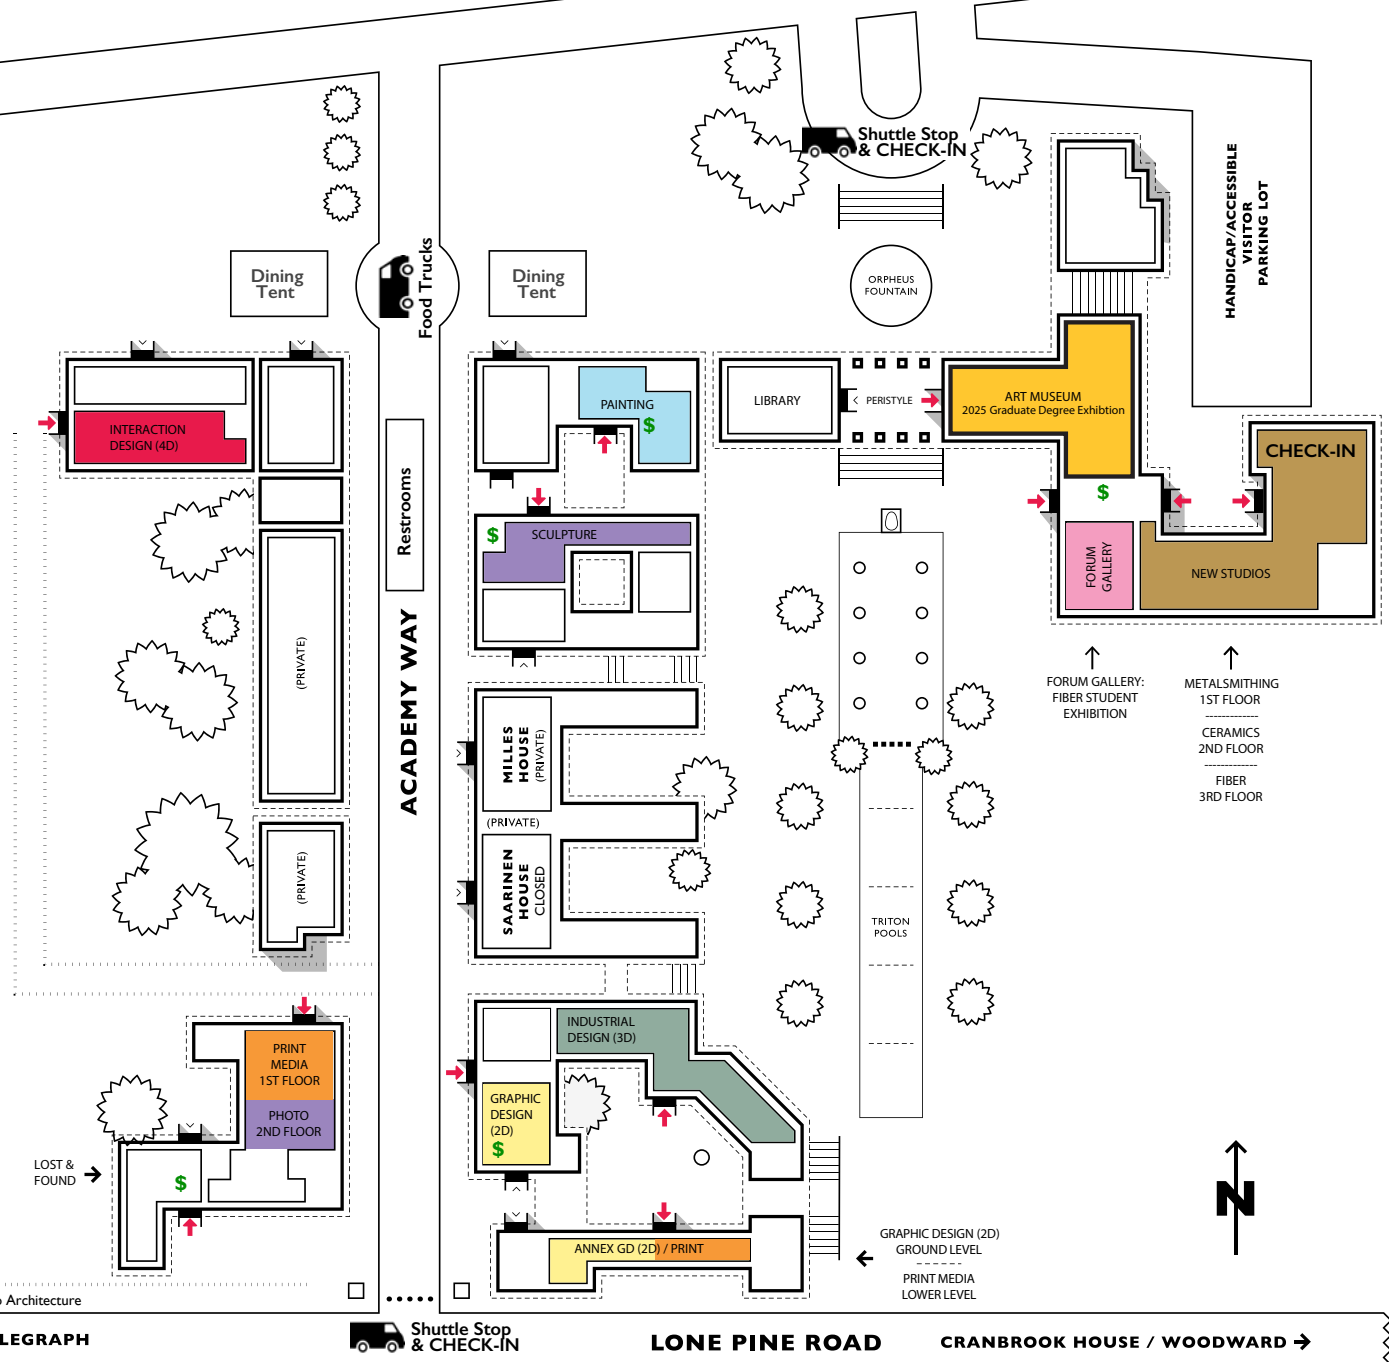 Shuttle Stop
& CHECK-IN
HANDICAP/ACCESSIBLE
VISITOR
PARKING LOT
Dining
Tent
Food Trucks
Dining
Tent
ORPHEUS
FOUNTAIN
INTERACTION
DESIGN (4D)
PAINTING
$
LIBRARY
PERISTYLE
ART MUSEUM
2025 Graduate Degree Exhibtion
CHECK-IN
Restrooms
$
SCULPTURE
$
FORUM
GALLERY
NEW STUDIOS
(PRIVATE)
ACADEMY WAY
FORUM GALLERY:
FIBER STUDENT
EXHIBITION
METALSMITHING
1ST FLOOR
-------------
CERAMICS
2ND FLOOR
-------------
FIBER
3RD FLOOR
MILLES
HOUSE
(PRIVATE)
(PRIVATE)
SAARINEN
HOUSE
CLOSED
(PRIVATE)
TRITON
POOLS
PRINT
MEDIA
1ST FLOOR
PHOTO
2ND FLOOR
INDUSTRIAL
DESIGN (3D)
GRAPHIC
DESIGN
(2D)
$
LOST &
FOUND
$
N
ANNEX GD (2D) / PRINT
GRAPHIC DESIGN (2D)
GROUND LEVEL
----------
PRINT MEDIA
LOWER LEVEL
Architecture
LEGRAPH
Shuttle Stop
& CHECK-IN
LONE PINE ROAD
CRANBROOK HOUSE / WOODWARD